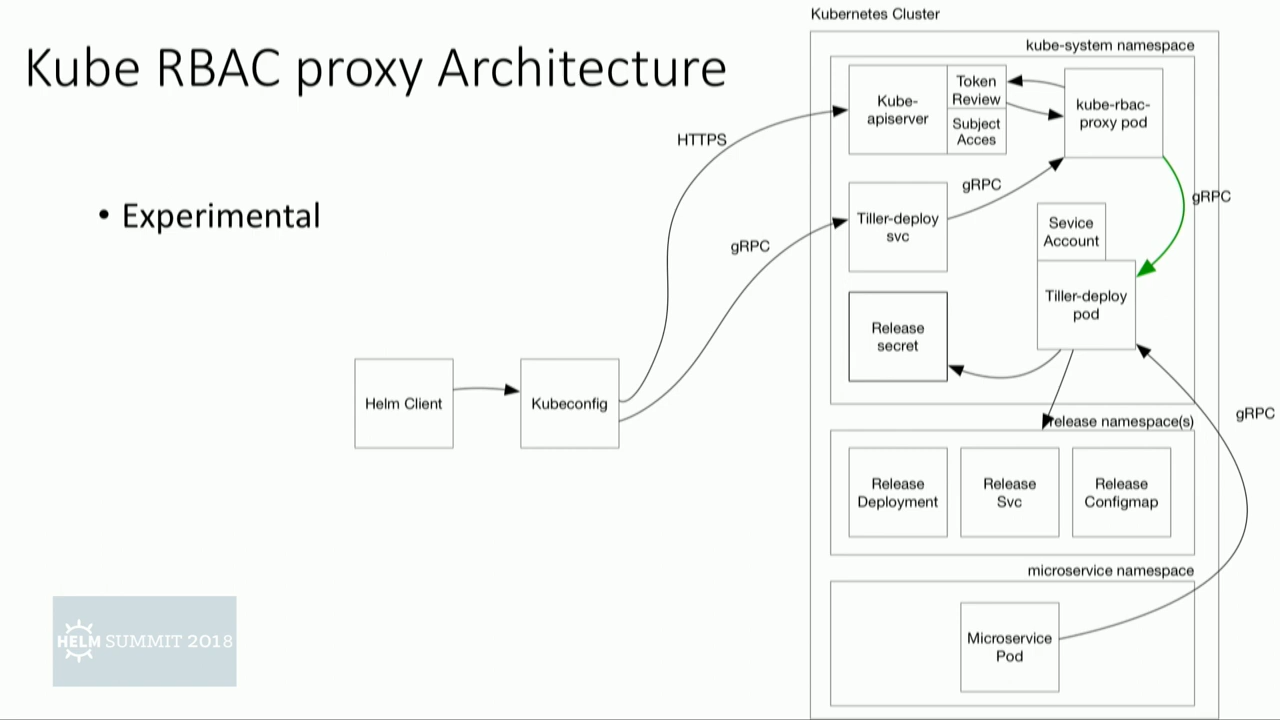 Kubernetes Cluster
Kube RBAC proxy Architecture
kube-system namespace
Kube-
apiserver
Token
Review
Subject
Acces
kube-rbac-
proxy pod
HTTPS
• Experimental
gRPC
gRPC
gRPC
Tiller-deploy
svc
Sevice
Account
Tiller-deploy
pod
Release
secret
Helm Client
Kubeconfig
gRPC
release namespace(s)
Release
Deployment
Release
Svc
Release
Configmap
microservice namespace
Microservice
Pod
HELM SUMMIT 2018